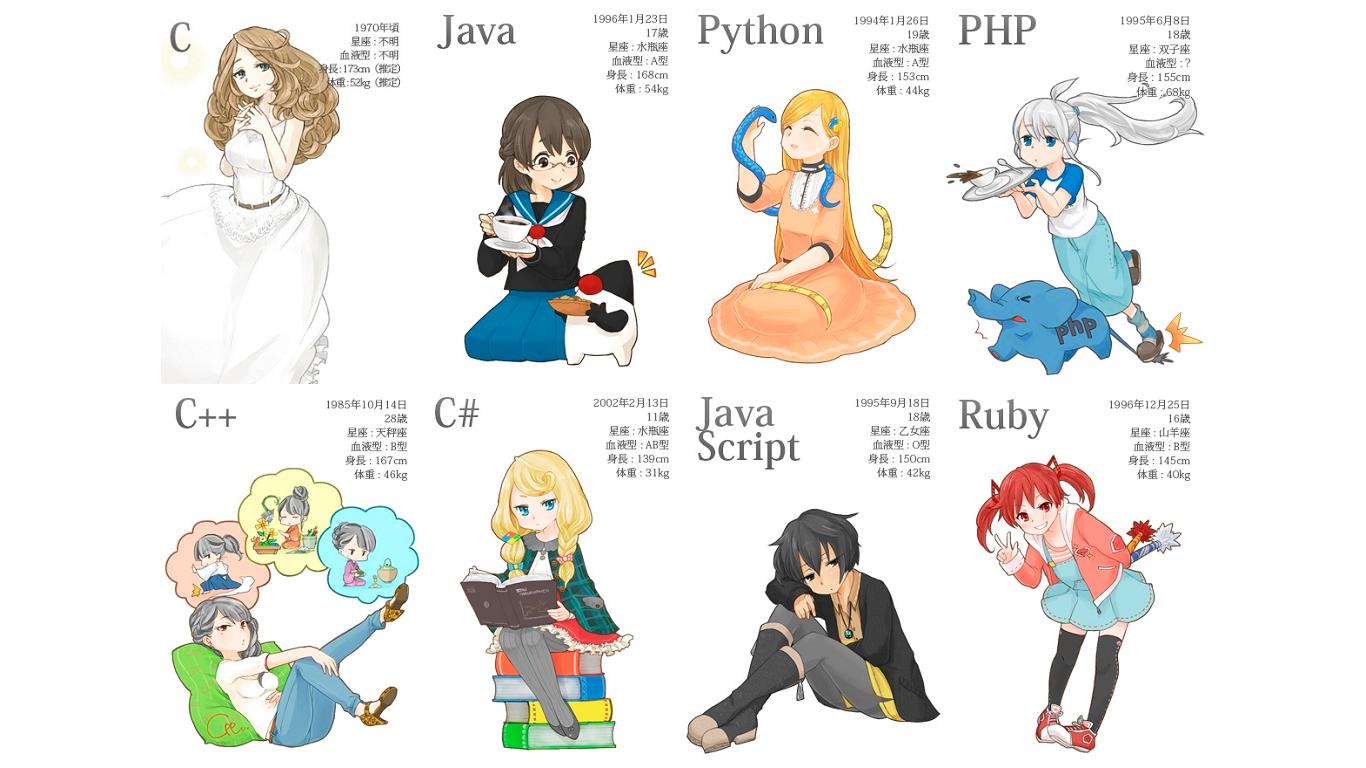 C
1970年頃
星座 : 不明
血液型 : 不明
身長 : 173cm (推定)
体重 : 52kg (推定)
Java
1996年1月23日
17歳
星座 : 水瓶座
血液型 : A型
身長 : 168cm
体重 : 54kg
Python
1994年1月26日
19歳
星座 : 水瓶座
血液型 : A型
身長 : 153cm
体重 : 44kg
PHP
1995年6月8日
18歳
星座 : 双子座
血液型 : ?
身長 : 155cm
体重 : 68kg
php
C++
1985年10月14日
28歳
星座 : 天秤座
血液型 : B型
身長 : 167cm
体重 : 46kg
C#
2002年2月13日
11歳
星座 : 水瓶座
血液型 : AB型
身長 : 139cm
体重 : 31kg
Java
Script
1995年9月18日
18歳
星座 : 乙女座
血液型 : O型
身長 : 150cm
体重 : 42kg
Ruby
1996年12月25日
16歳
星座 : 山羊座
血液型 : B型
身長 : 145cm
体重 : 40kg